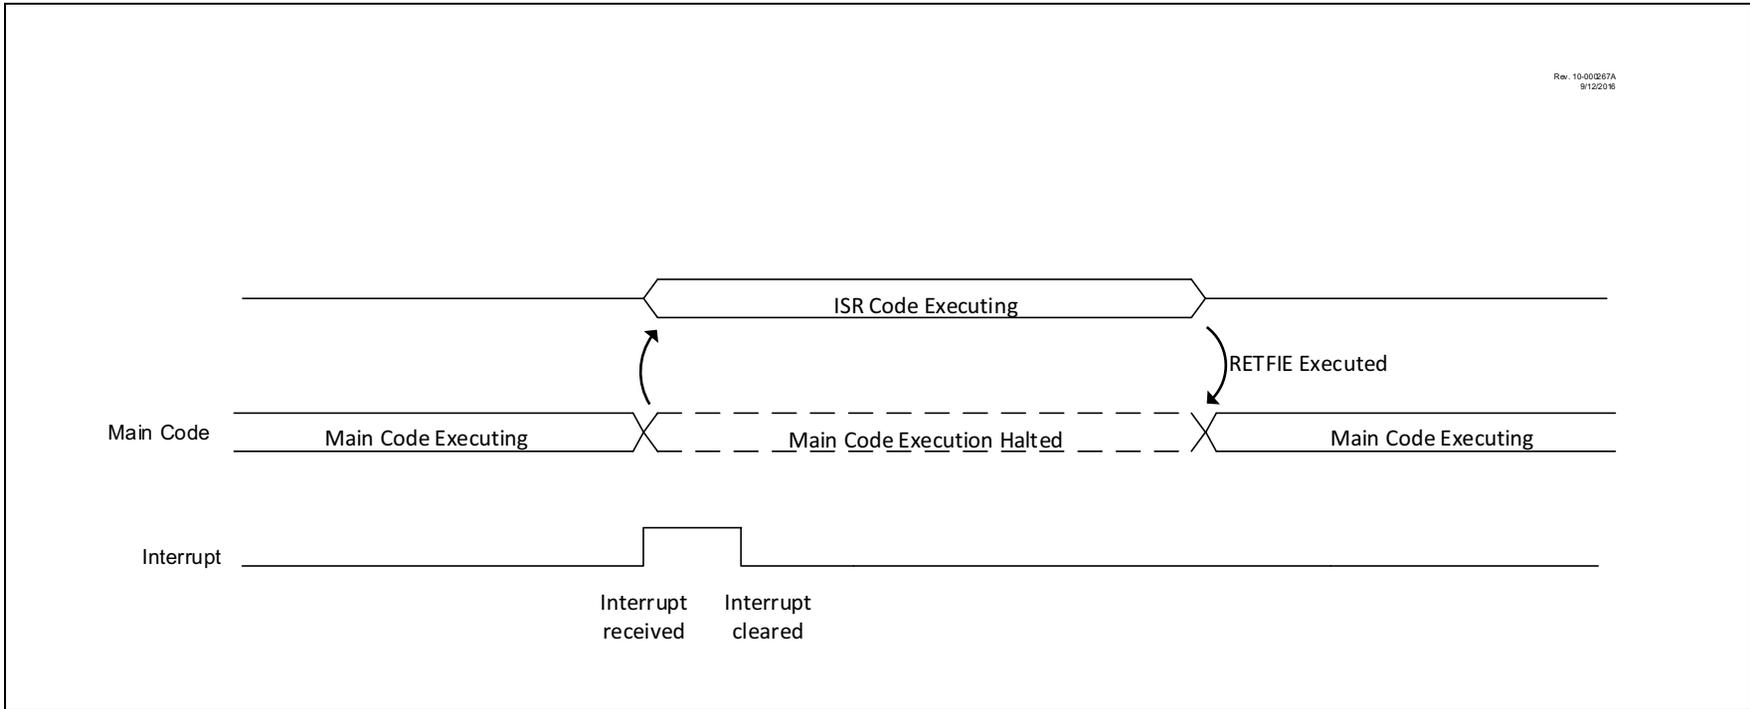 Rev. 10-000267A
9/12/2016
ISR Code Executing
RETFIE Executed
Main Code
Main Code Executing
Main Code Execution Halted
Main Code Executing
Interrupt
Interrupt
received
Interrupt
cleared